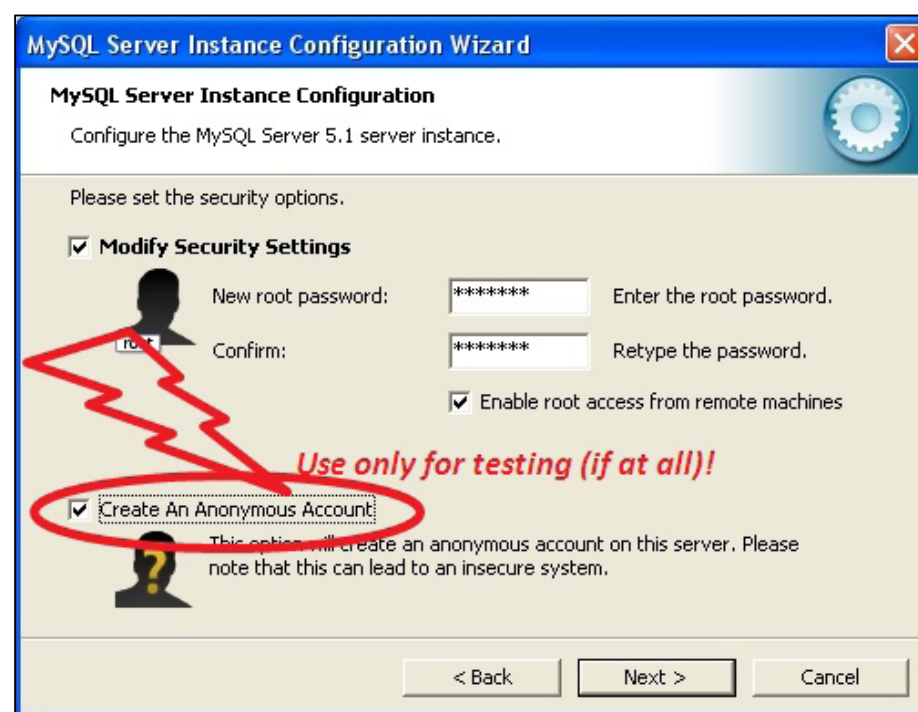 MySQL Server Instance Configuration Wizard
MySQL Server Instance Configuration
Configure the MySQL Server 5.1 server instance.
Please set the security options.
Modify Security Settings
New root password: ******* Enter the root password.
root
Confirm: ******* Retype the password.
Enable root access from remote machines
Use only for testing (if at all)!
Create An Anonymous Account
This option will create an anonymous account on this server. Please
note that this can lead to an insecure system.
< Back Next > Cancel